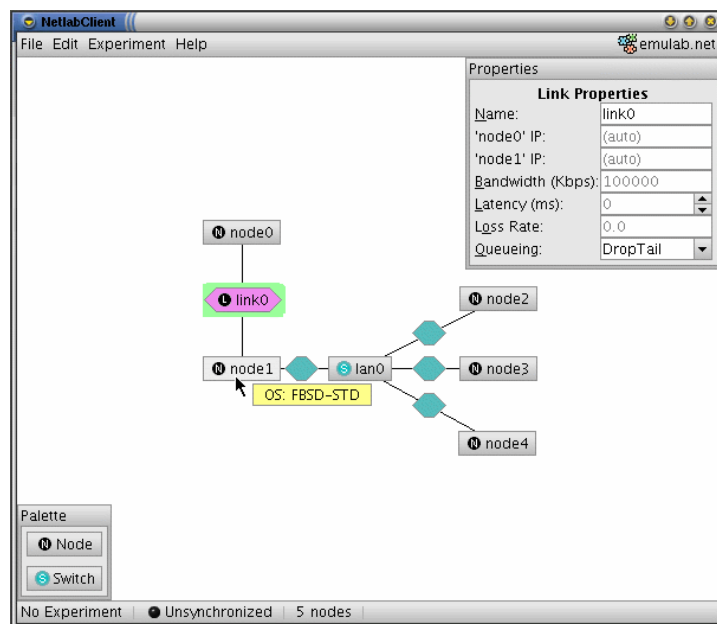 NetlabClient
File Edit Experiment Help emulab.net
Properties
Link Properties
Name: link0
'node0' IP: (auto)
'node1' IP: (auto)
Bandwidth (Kbps): 100000
Latency (ms): 0
Loss Rate: 0.0
Queueing: DropTail
N node0
L link0
N node2
N node1
S lan0
N node3
OS: FBSD-STD
N node4
Palette
N Node
S Switch
No Experiment Unsynchronized 5 nodes